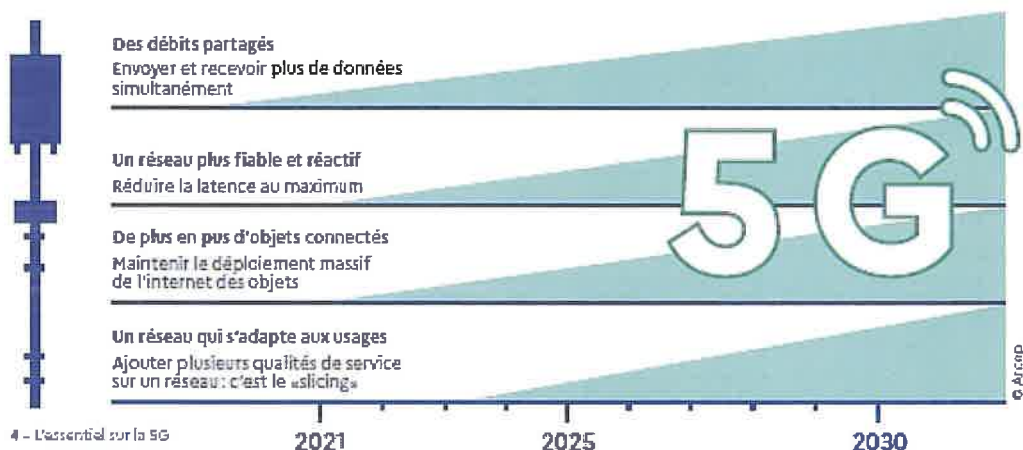 Des débits partagés
Envoyer et recevoir plus de données
simultanément
Un réseau plus fiable et réactif
Réduire la latence au maximum
5G
De plus en pus d'objets connectés
Maintenir le déploiement massif
de l'internet des objets
Un réseau qui s'adapte aux usages
Ajouter plusieurs qualités de service
sur un réseau : c'est le «slicing»
© Arcep
4 – L'essentiel sur la 5G
2021
2025
2030